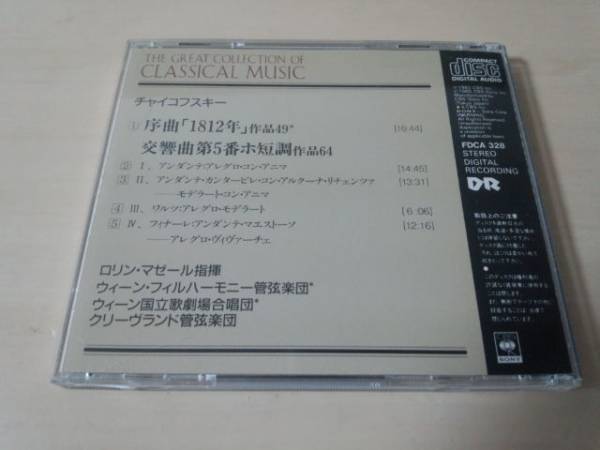 THE GREAT COLLECTION OF
CLASSICAL MUSIC
チャイコフスキー
① 序曲「1812年」作品49* [16:44]
交響曲第5番ホ短調作品64
② I、アンダンテ:アレグロ・コン・アニマ [14:45]
③ II、アンダンテ・カンタービレ・コン・アルクーナ・リチェンツァ [13:31]
——モデラート・コン・アニマ
④ III、ワルツ:アレグロ・モデラート [6:06]
⑤ IV、フィナーレ:アンダンテ・マエストーソ [12:16]
——アレグロ・ヴィヴァーチェ
ロリン・マゼール指揮
ウィーン・フィルハーモニー管弦楽団*
ウィーン国立歌劇場合唱団*
クリーヴランド管弦楽団
COMPACT
disc
DIGITAL AUDIO
FDCA 328
STEREO
DIGITAL
RECORDING
DR
取扱上のご注意
SONY